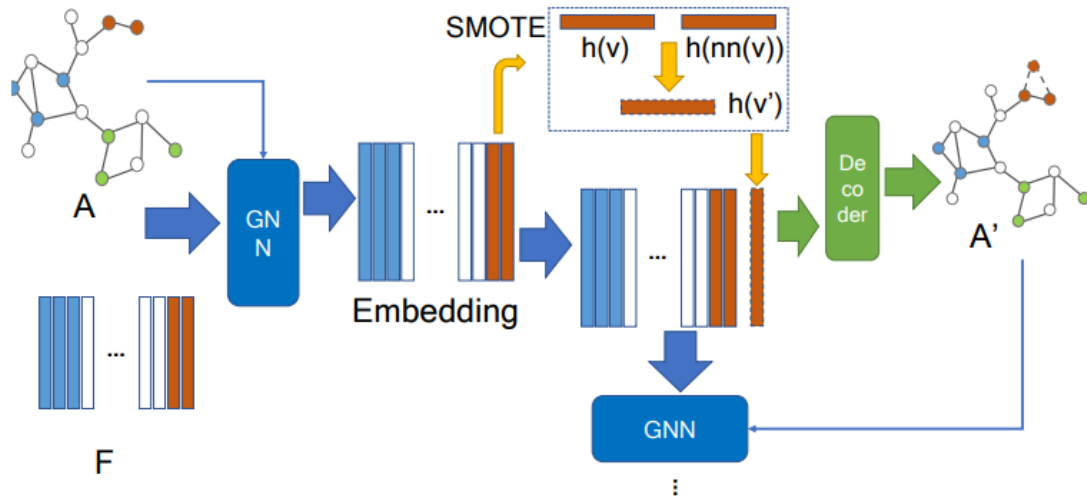 SMOTE
h(v)
h(nn(v))
h(v')
A
GN
N
...
Embedding
...
De
co
der
A'
...
F
GNN
...